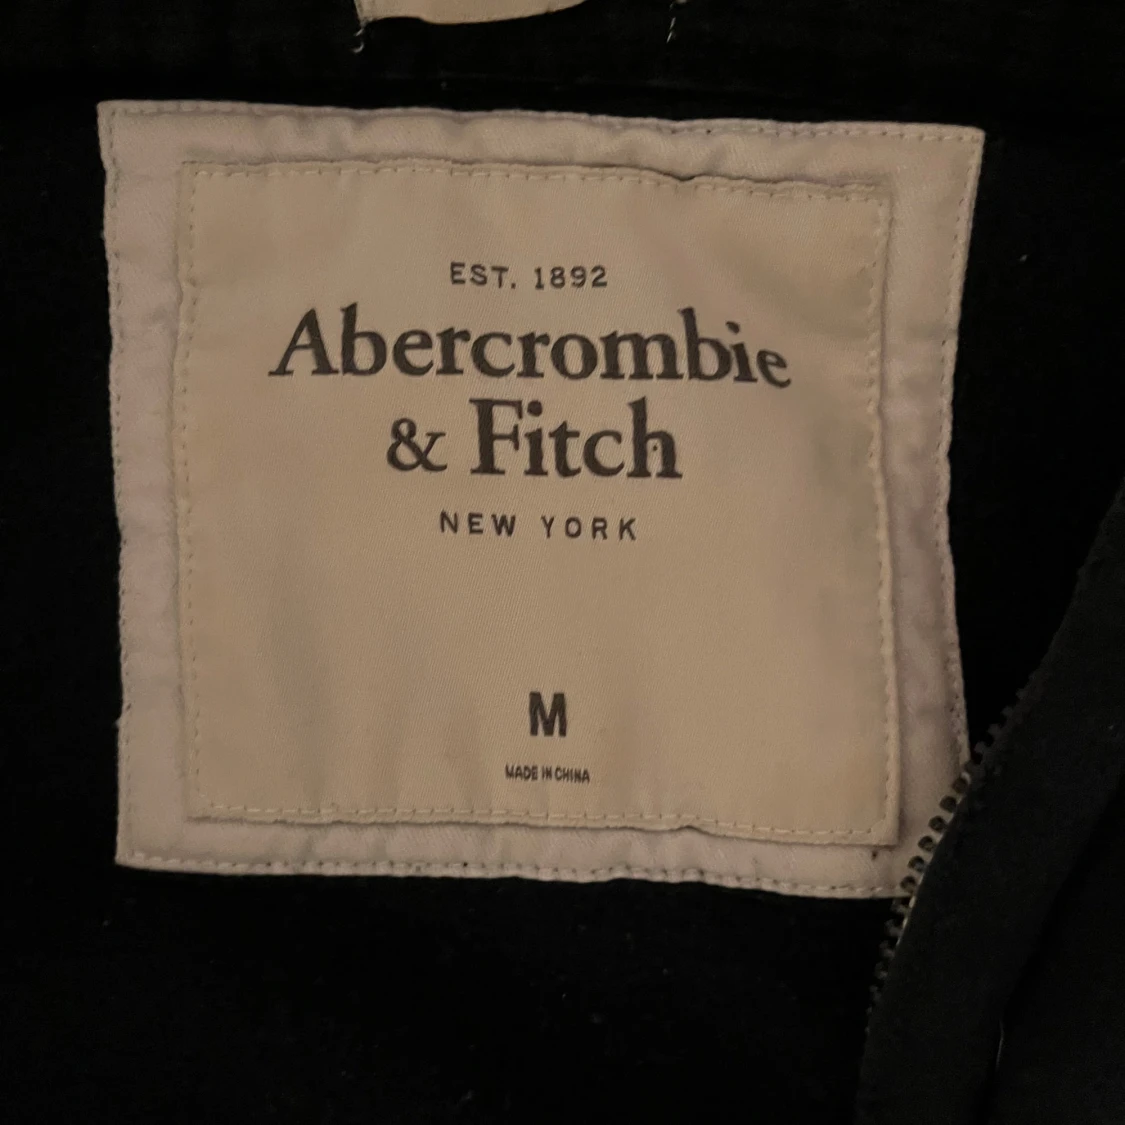 EST. 1892
Abercrombie
& Fitch
NEW YORK
M
MADE IN CHINA